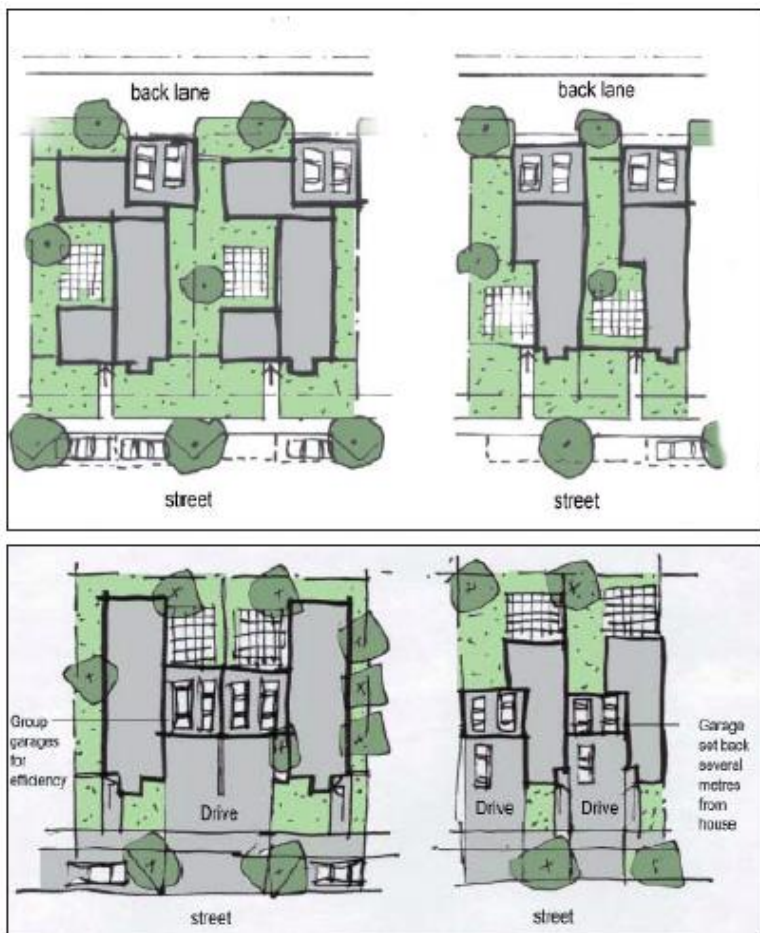 back lane
back lane
street
street
Group
garages
for
efficiency
Drive
Drive
Drive
Garage
set back
several
metres
from
house
street
street